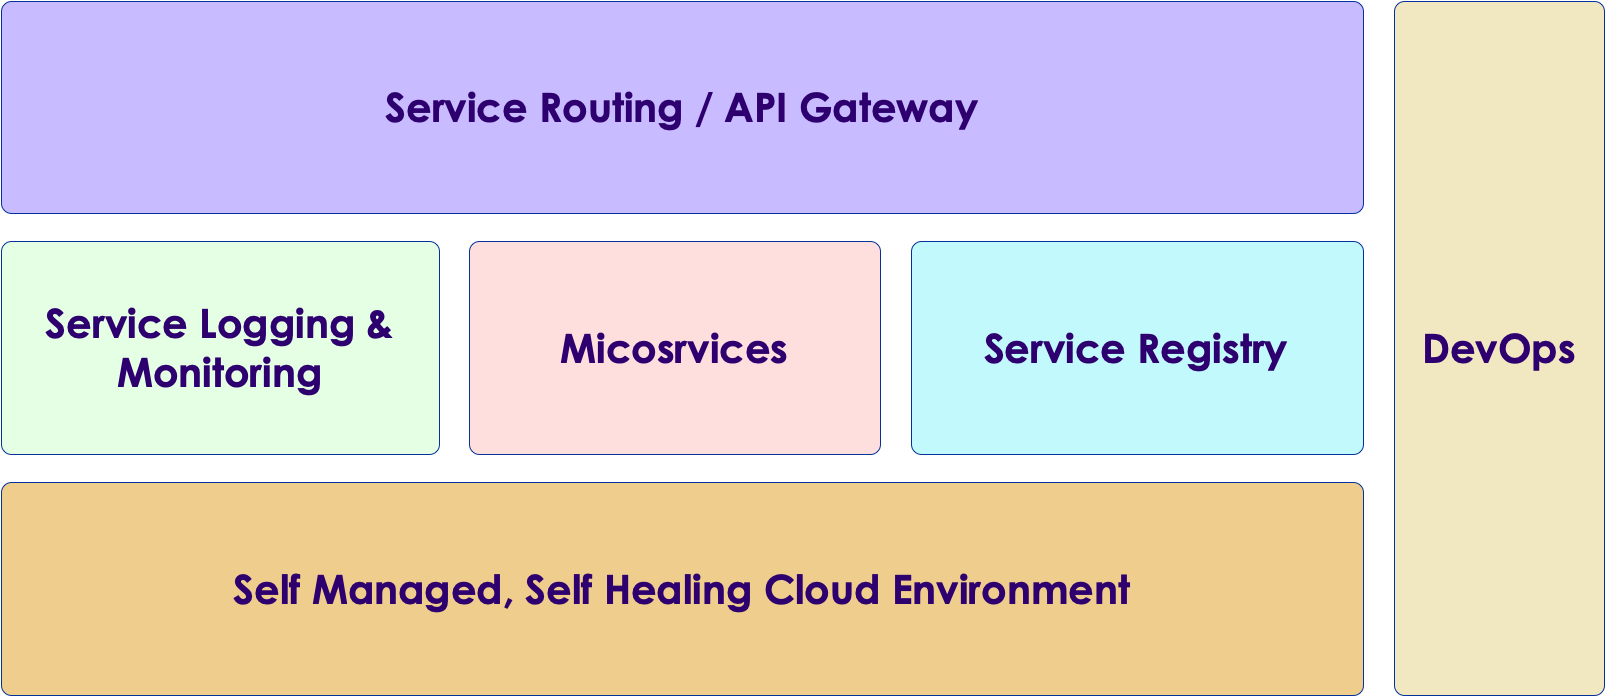 Service Routing / API Gateway
Service Logging &
Monitoring
Micosrvices
Service Registry
DevOps
Self Managed, Self Healing Cloud Environment